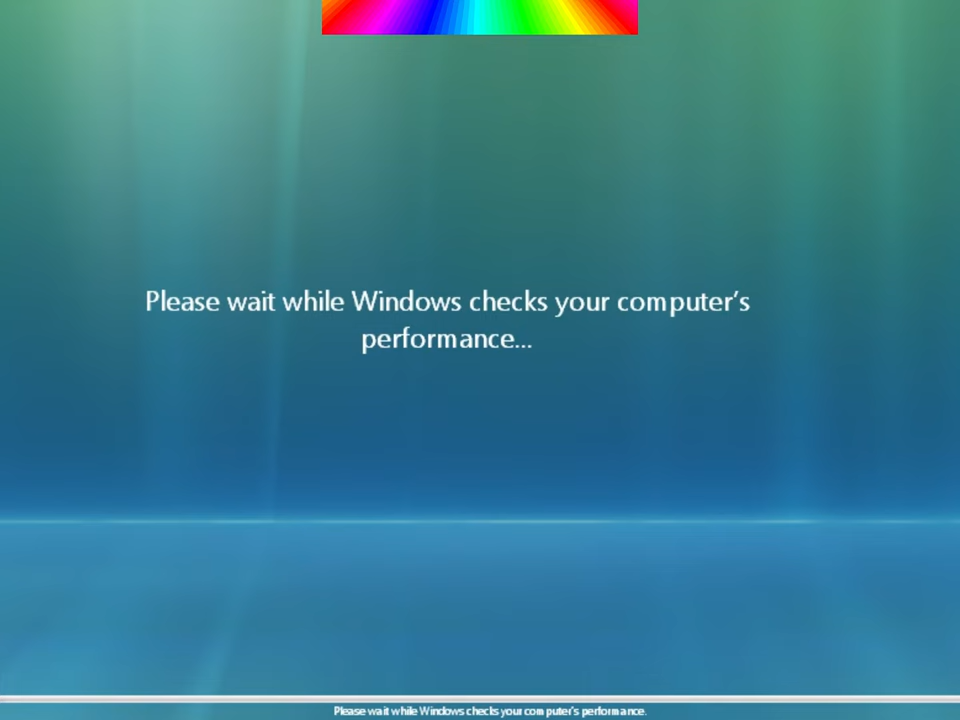 Please wait while Windows checks your computer’s
performance...
Please wait while Windows checks your computer's performance.